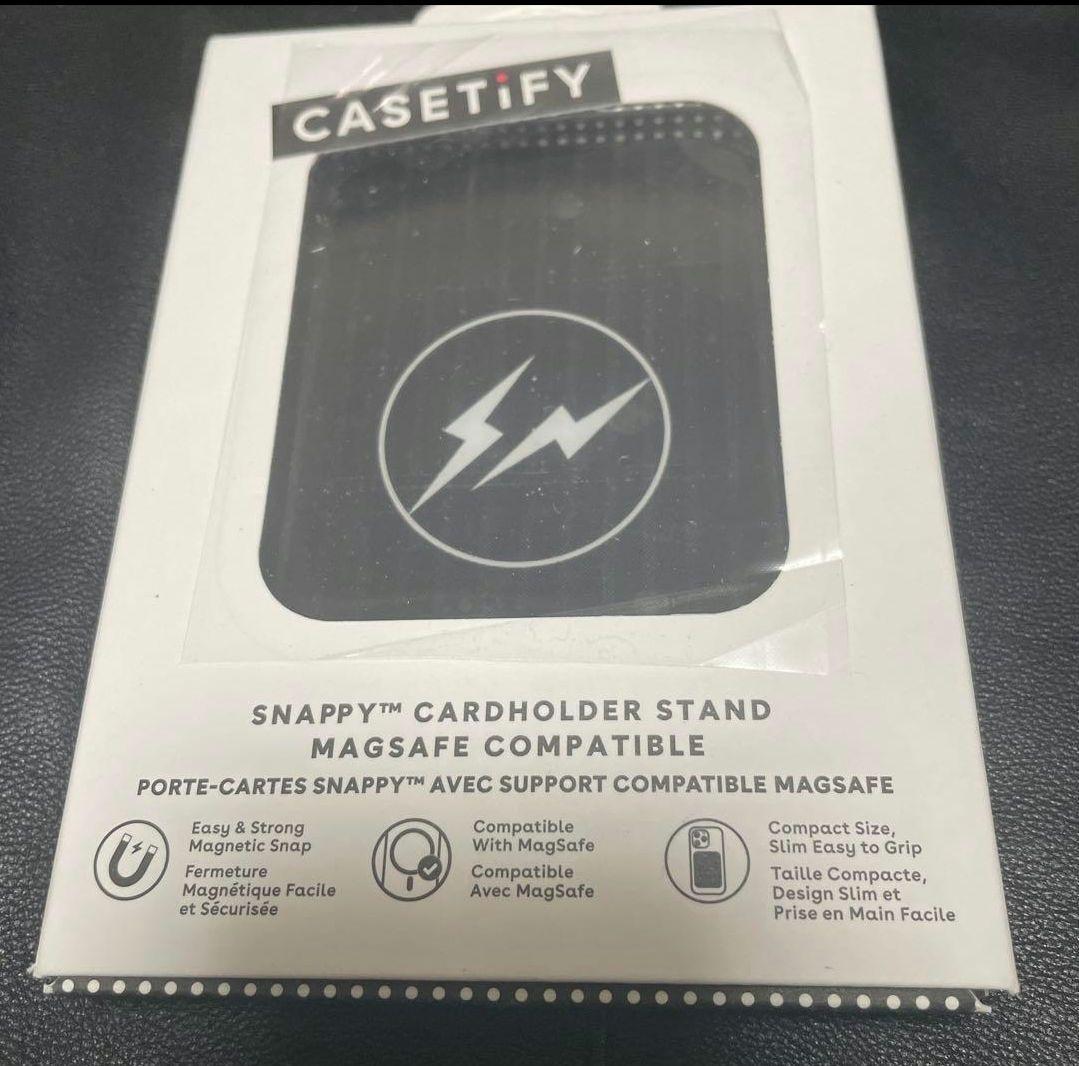 CASETiFY
SNAPPY™ CARDHOLDER STAND
MAGSAFE COMPATIBLE
PORTE-CARTES SNAPPY™ AVEC SUPPORT COMPATIBLE MAGSAFE
Easy & Strong
Magnetic Snap
Fermeture
Magnétique Facile
et Sécurisée
Compatible
With MagSafe
Compatible
Avec MagSafe
Compact Size,
Slim Easy to Grip
Taille Compacte,
Design Slim et
Prise en Main Facile